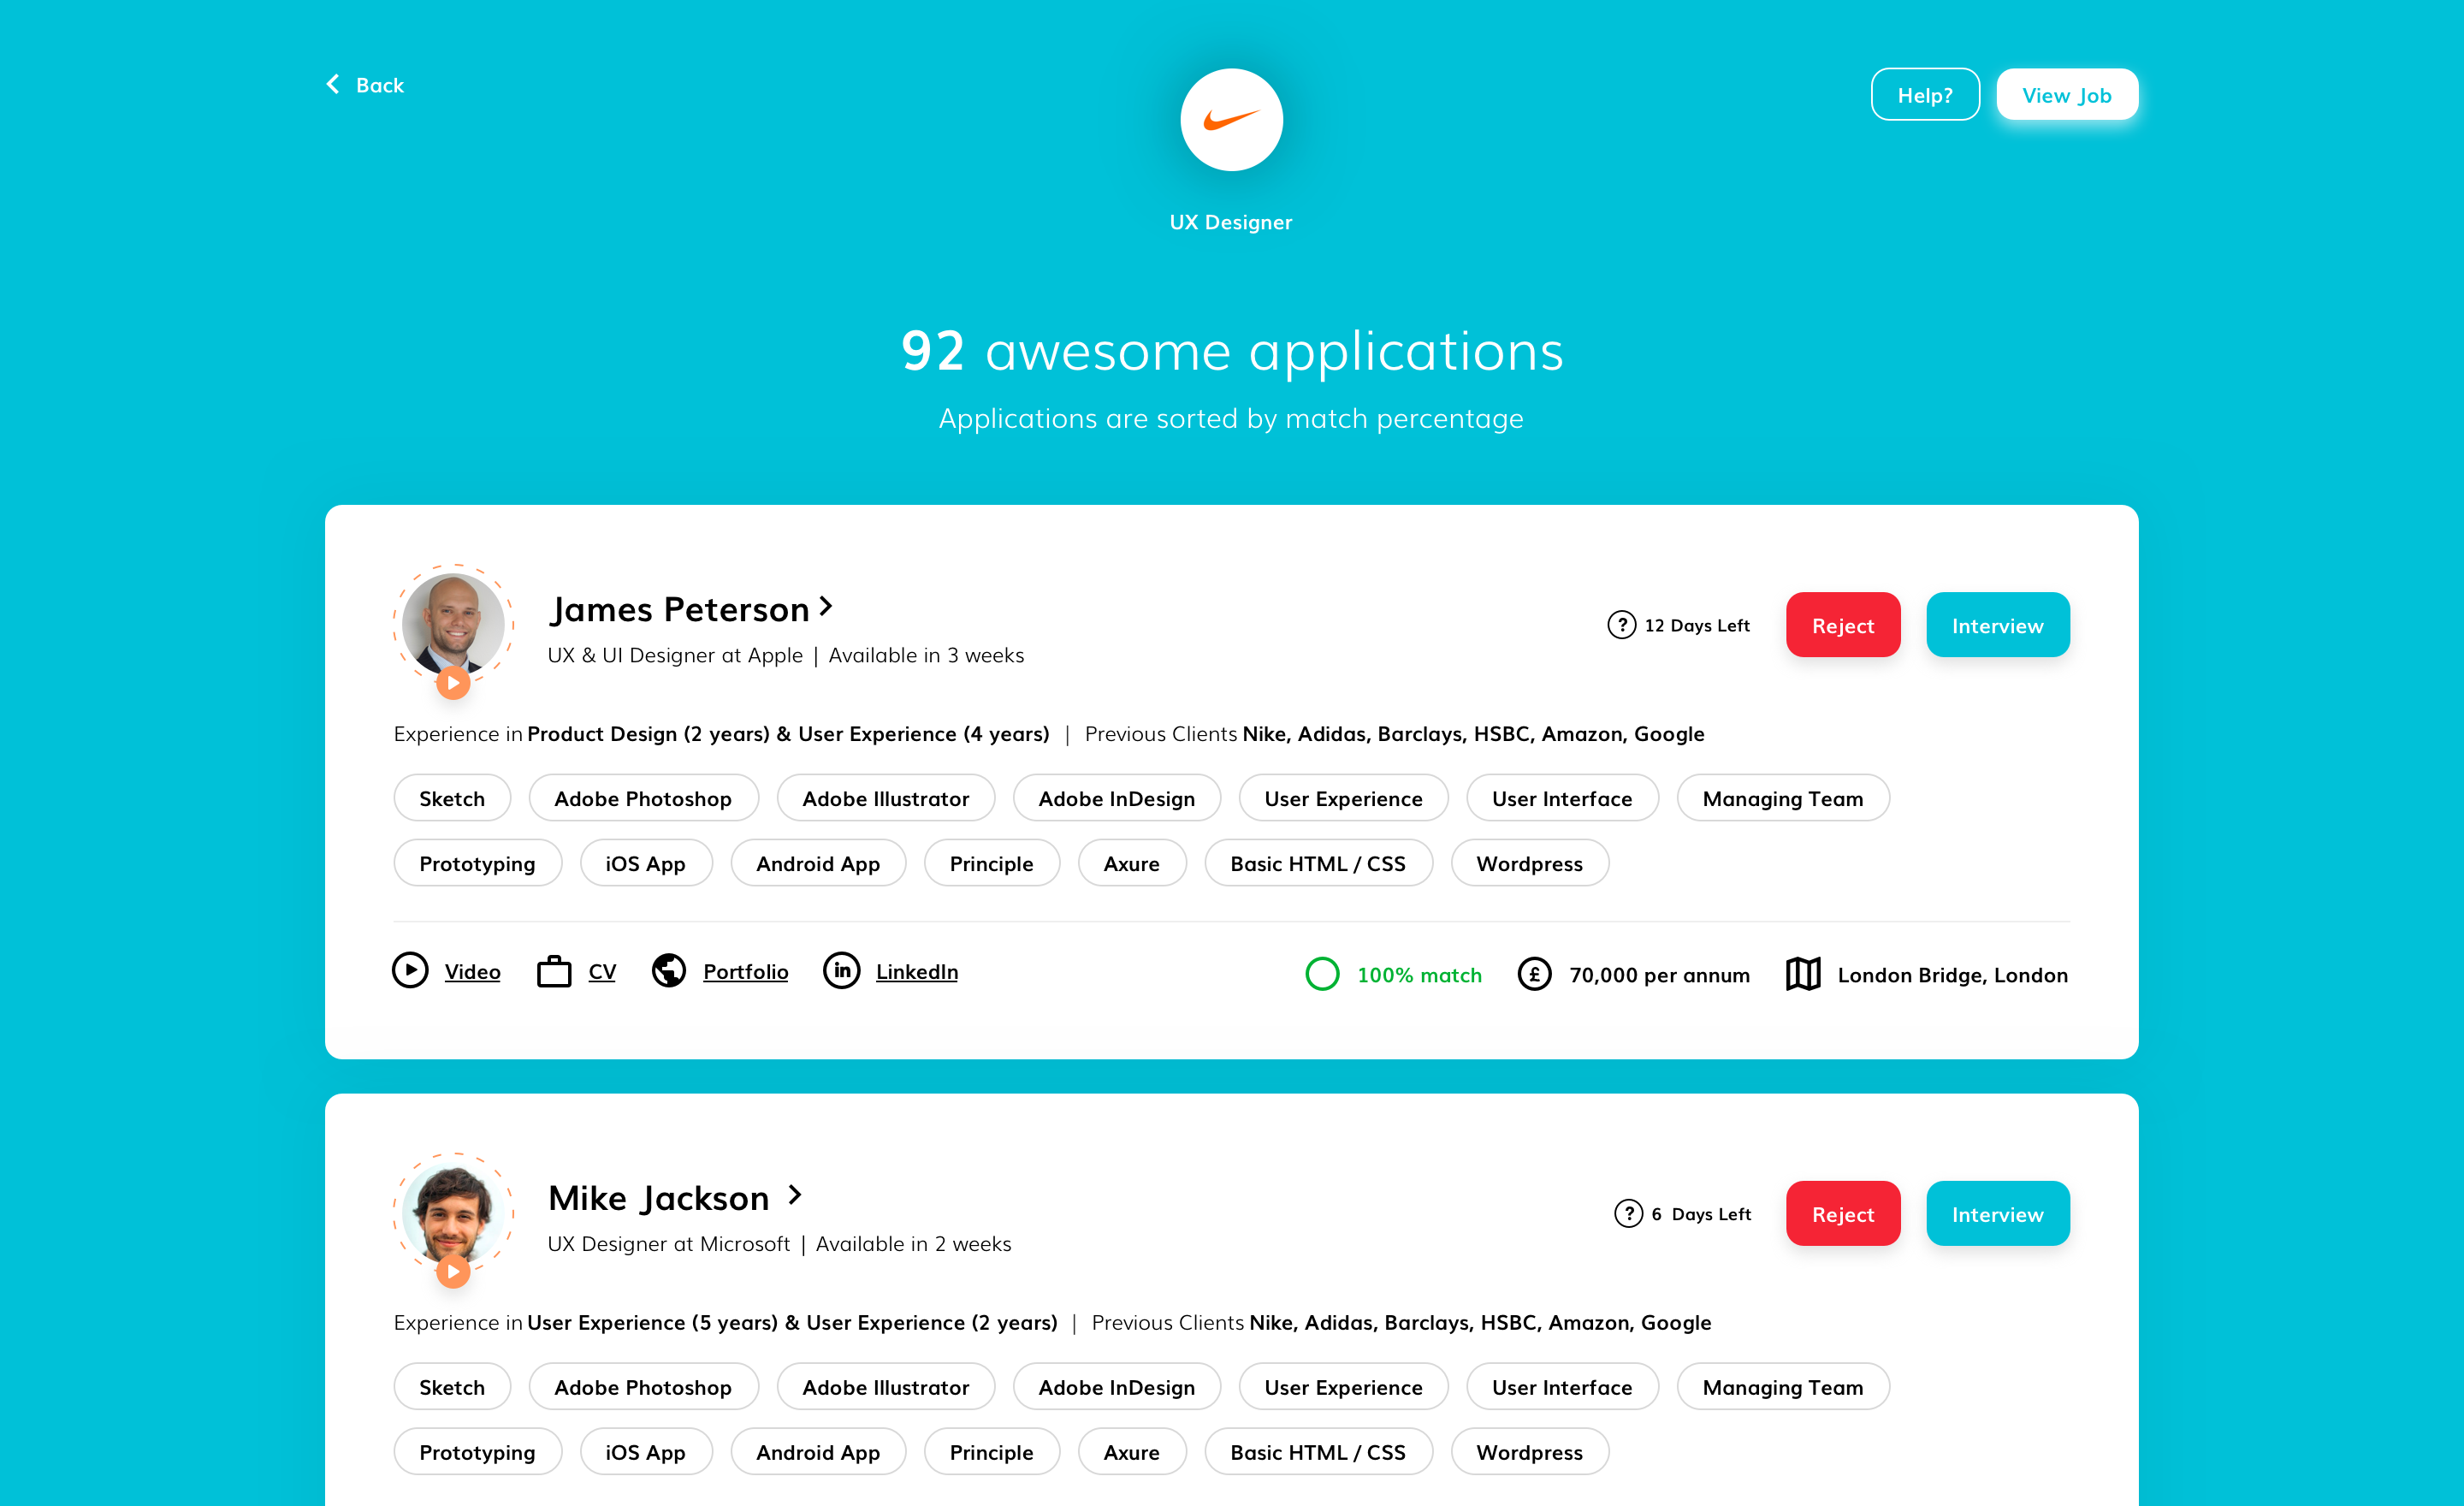 Back
Help?
View Job
UX Designer
92 awesome applications
Applications are sorted by match percentage
James Peterson
UX & UI Designer at Apple | Available in 3 weeks
? 12 Days Left
Reject
Interview
Experience in Product Design (2 years) & User Experience (4 years) | Previous Clients Nike, Adidas, Barclays, HSBC, Amazon, Google
Sketch Adobe Photoshop Adobe Illustrator Adobe InDesign User Experience User Interface Managing Team
Prototyping iOS App Android App Principle Axure Basic HTML / CSS Wordpress
Video CV Portfolio in LinkedIn 100% match £ 70,000 per annum London Bridge, London
Mike Jackson
UX Designer at Microsoft | Available in 2 weeks
? 6 Days Left
Reject
Interview
Experience in User Experience (5 years) & User Experience (2 years) | Previous Clients Nike, Adidas, Barclays, HSBC, Amazon, Google
Sketch Adobe Photoshop Adobe Illustrator Adobe InDesign User Experience User Interface Managing Team
Prototyping iOS App Android App Principle Axure Basic HTML / CSS Wordpress